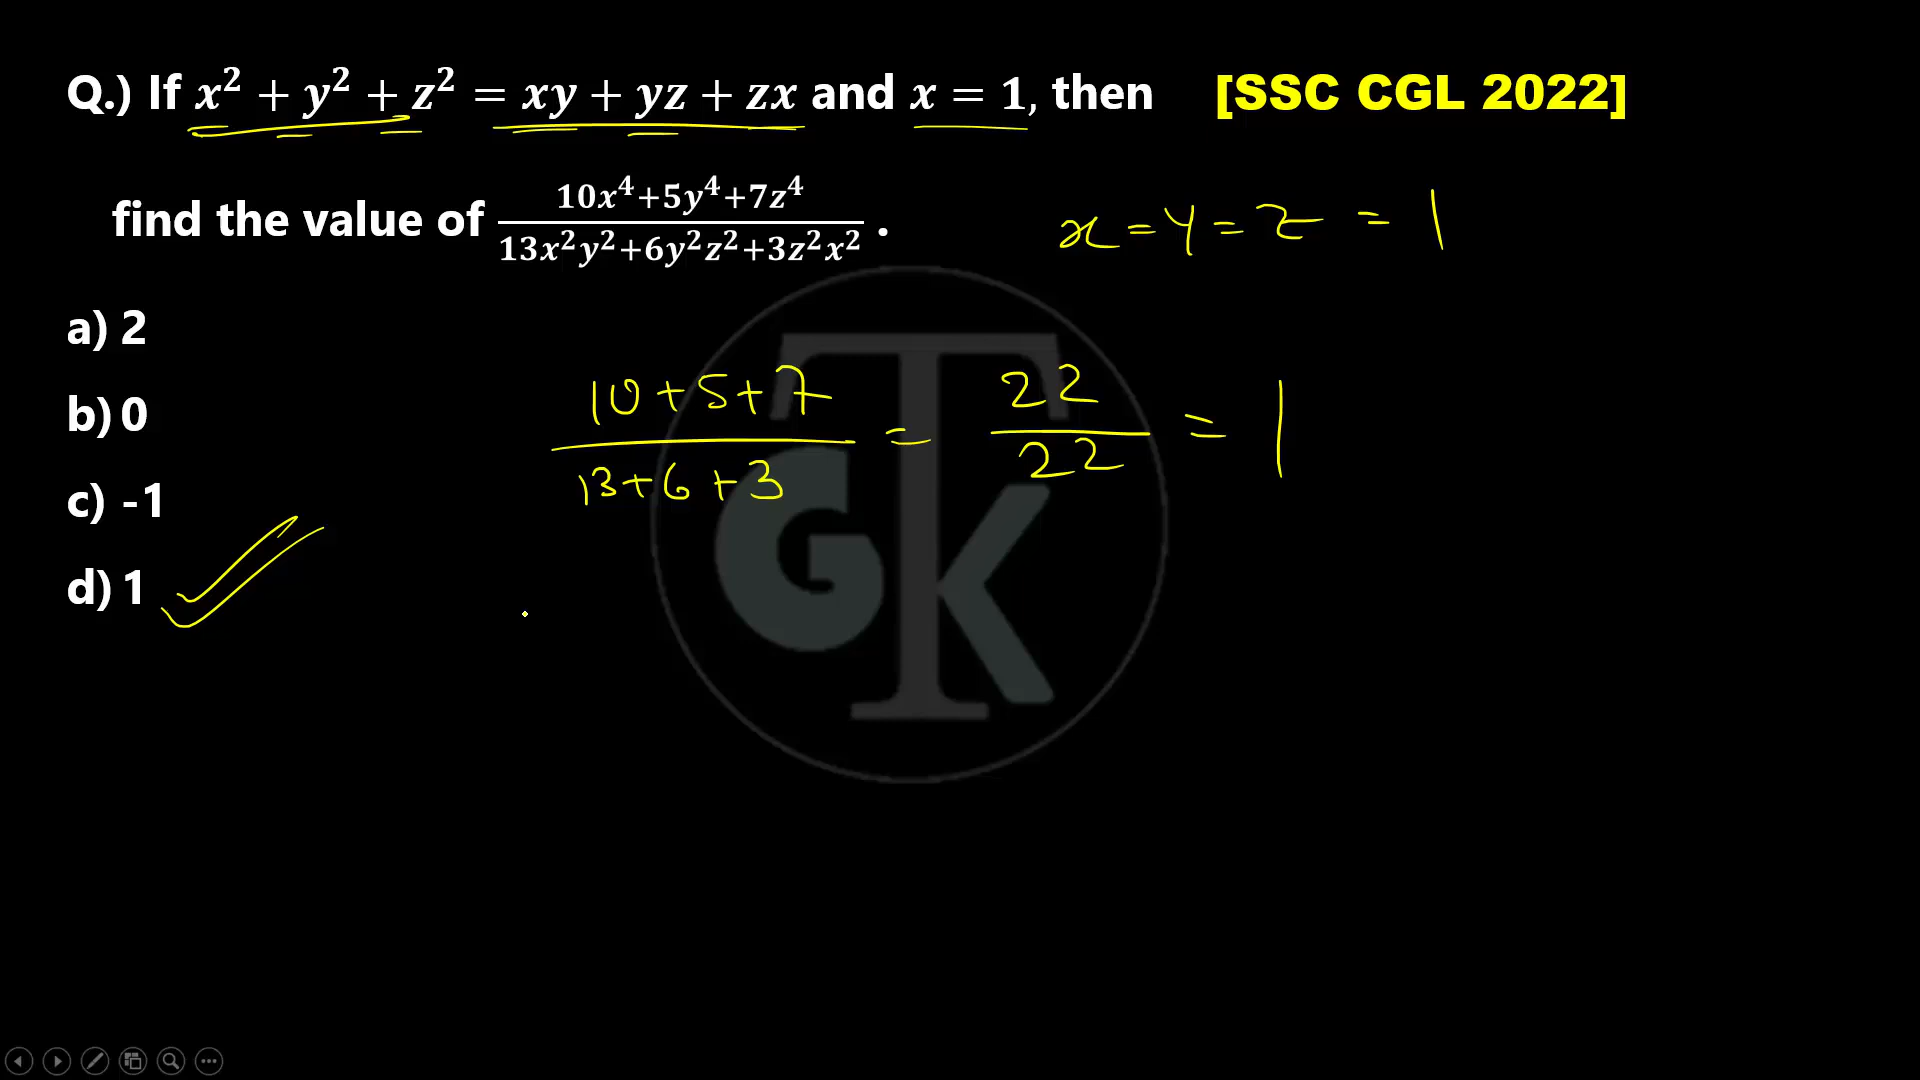 Q.) If x² + y² + z² = xy + yz + zx and x = 1, then [SSC CGL 2022]
find the value of (10x⁴+5y⁴+7z⁴)/(13x²y²+6y²z²+3z²x²) .
x = y = z = 1
a) 2
10+5+7 / 13+6+3 = 22/22 = 1
b) 0
c) -1
d) 1
GTK